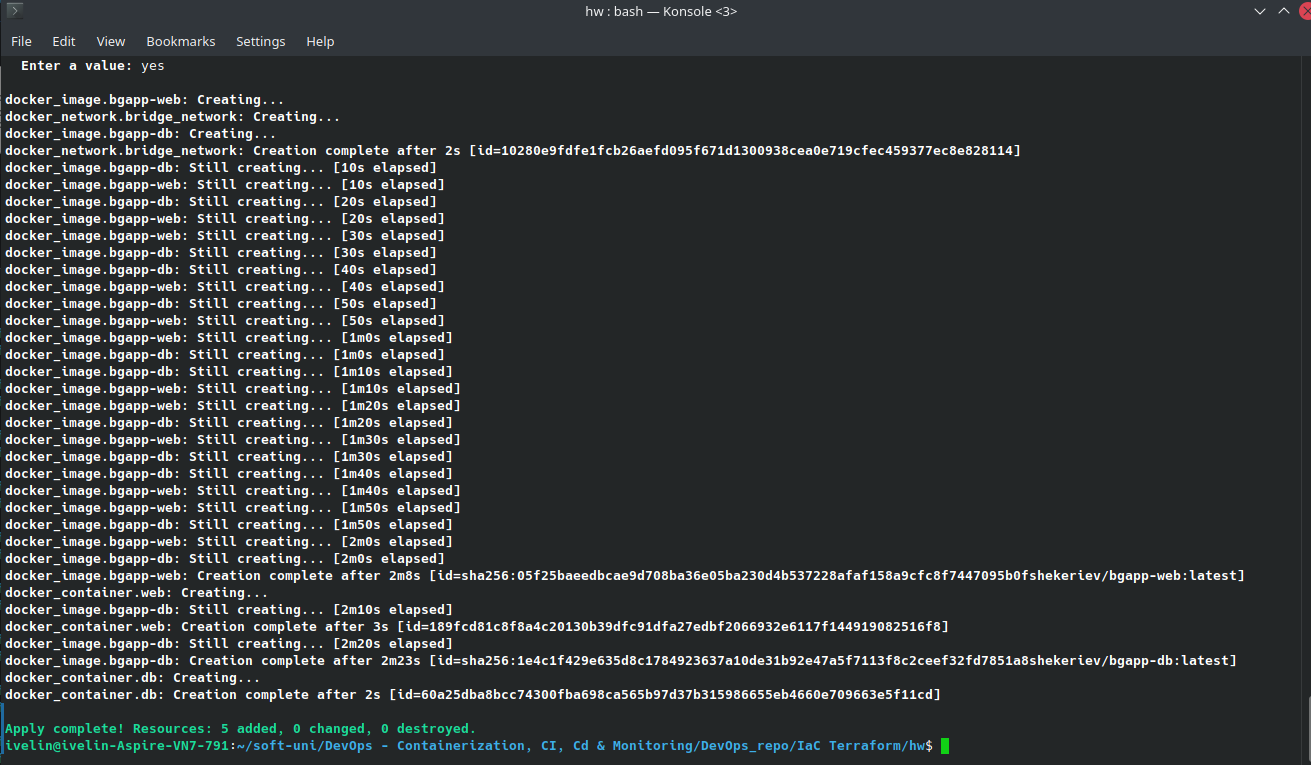 hw : bash — Konsole <3>
File Edit View Bookmarks Settings Help
Enter a value: yes
docker_image.bgapp-web: Creating...
docker_network.bridge_network: Creating...
docker_image.bgapp-db: Creating...
docker_network.bridge_network: Creation complete after 2s [id=10280e9fdfe1fcb26aefd095f671d1300938cea0e719cfec459377ec8e828114]
docker_image.bgapp-db: Still creating... [10s elapsed]
docker_image.bgapp-web: Still creating... [10s elapsed]
docker_image.bgapp-db: Still creating... [20s elapsed]
docker_image.bgapp-web: Still creating... [20s elapsed]
docker_image.bgapp-web: Still creating... [30s elapsed]
docker_image.bgapp-db: Still creating... [30s elapsed]
docker_image.bgapp-db: Still creating... [40s elapsed]
docker_image.bgapp-web: Still creating... [40s elapsed]
docker_image.bgapp-db: Still creating... [50s elapsed]
docker_image.bgapp-web: Still creating... [50s elapsed]
docker_image.bgapp-web: Still creating... [1m0s elapsed]
docker_image.bgapp-db: Still creating... [1m0s elapsed]
docker_image.bgapp-db: Still creating... [1m10s elapsed]
docker_image.bgapp-web: Still creating... [1m10s elapsed]
docker_image.bgapp-web: Still creating... [1m20s elapsed]
docker_image.bgapp-db: Still creating... [1m20s elapsed]
docker_image.bgapp-web: Still creating... [1m30s elapsed]
docker_image.bgapp-db: Still creating... [1m30s elapsed]
docker_image.bgapp-db: Still creating... [1m40s elapsed]
docker_image.bgapp-web: Still creating... [1m40s elapsed]
docker_image.bgapp-web: Still creating... [1m50s elapsed]
docker_image.bgapp-db: Still creating... [1m50s elapsed]
docker_image.bgapp-web: Still creating... [2m0s elapsed]
docker_image.bgapp-db: Still creating... [2m0s elapsed]
docker_image.bgapp-web: Creation complete after 2m8s [id=sha256:05f25baeedbcae9d708ba36e05ba230d4b537228afaf158a9cfc8f7447095b0fshekeriev/bgapp-web:latest]
docker_container.web: Creating...
docker_image.bgapp-db: Still creating... [2m10s elapsed]
docker_container.web: Creation complete after 3s [id=189fcd81c8f8a4c20130b39dfc91dfa27edbf2066932e6117f144919082516f8]
docker_image.bgapp-db: Still creating... [2m20s elapsed]
docker_image.bgapp-db: Creation complete after 2m23s [id=sha256:1e4c1f429e635d8c1784923637a10de31b92e47a5f7113f8c2ceef32fd7851a8shekeriev/bgapp-db:latest]
docker_container.db: Creating...
docker_container.db: Creation complete after 2s [id=60a25dba8bcc74300fba698ca565b97d37b315986655eb4660e709663e5f11cd]
Apply complete! Resources: 5 added, 0 changed, 0 destroyed.
ivelin@ivelin-Aspire-VN7-791:~/soft-uni/DevOps - Containerization, CI, Cd & Monitoring/DevOps_repo/IaC Terraform/hw$